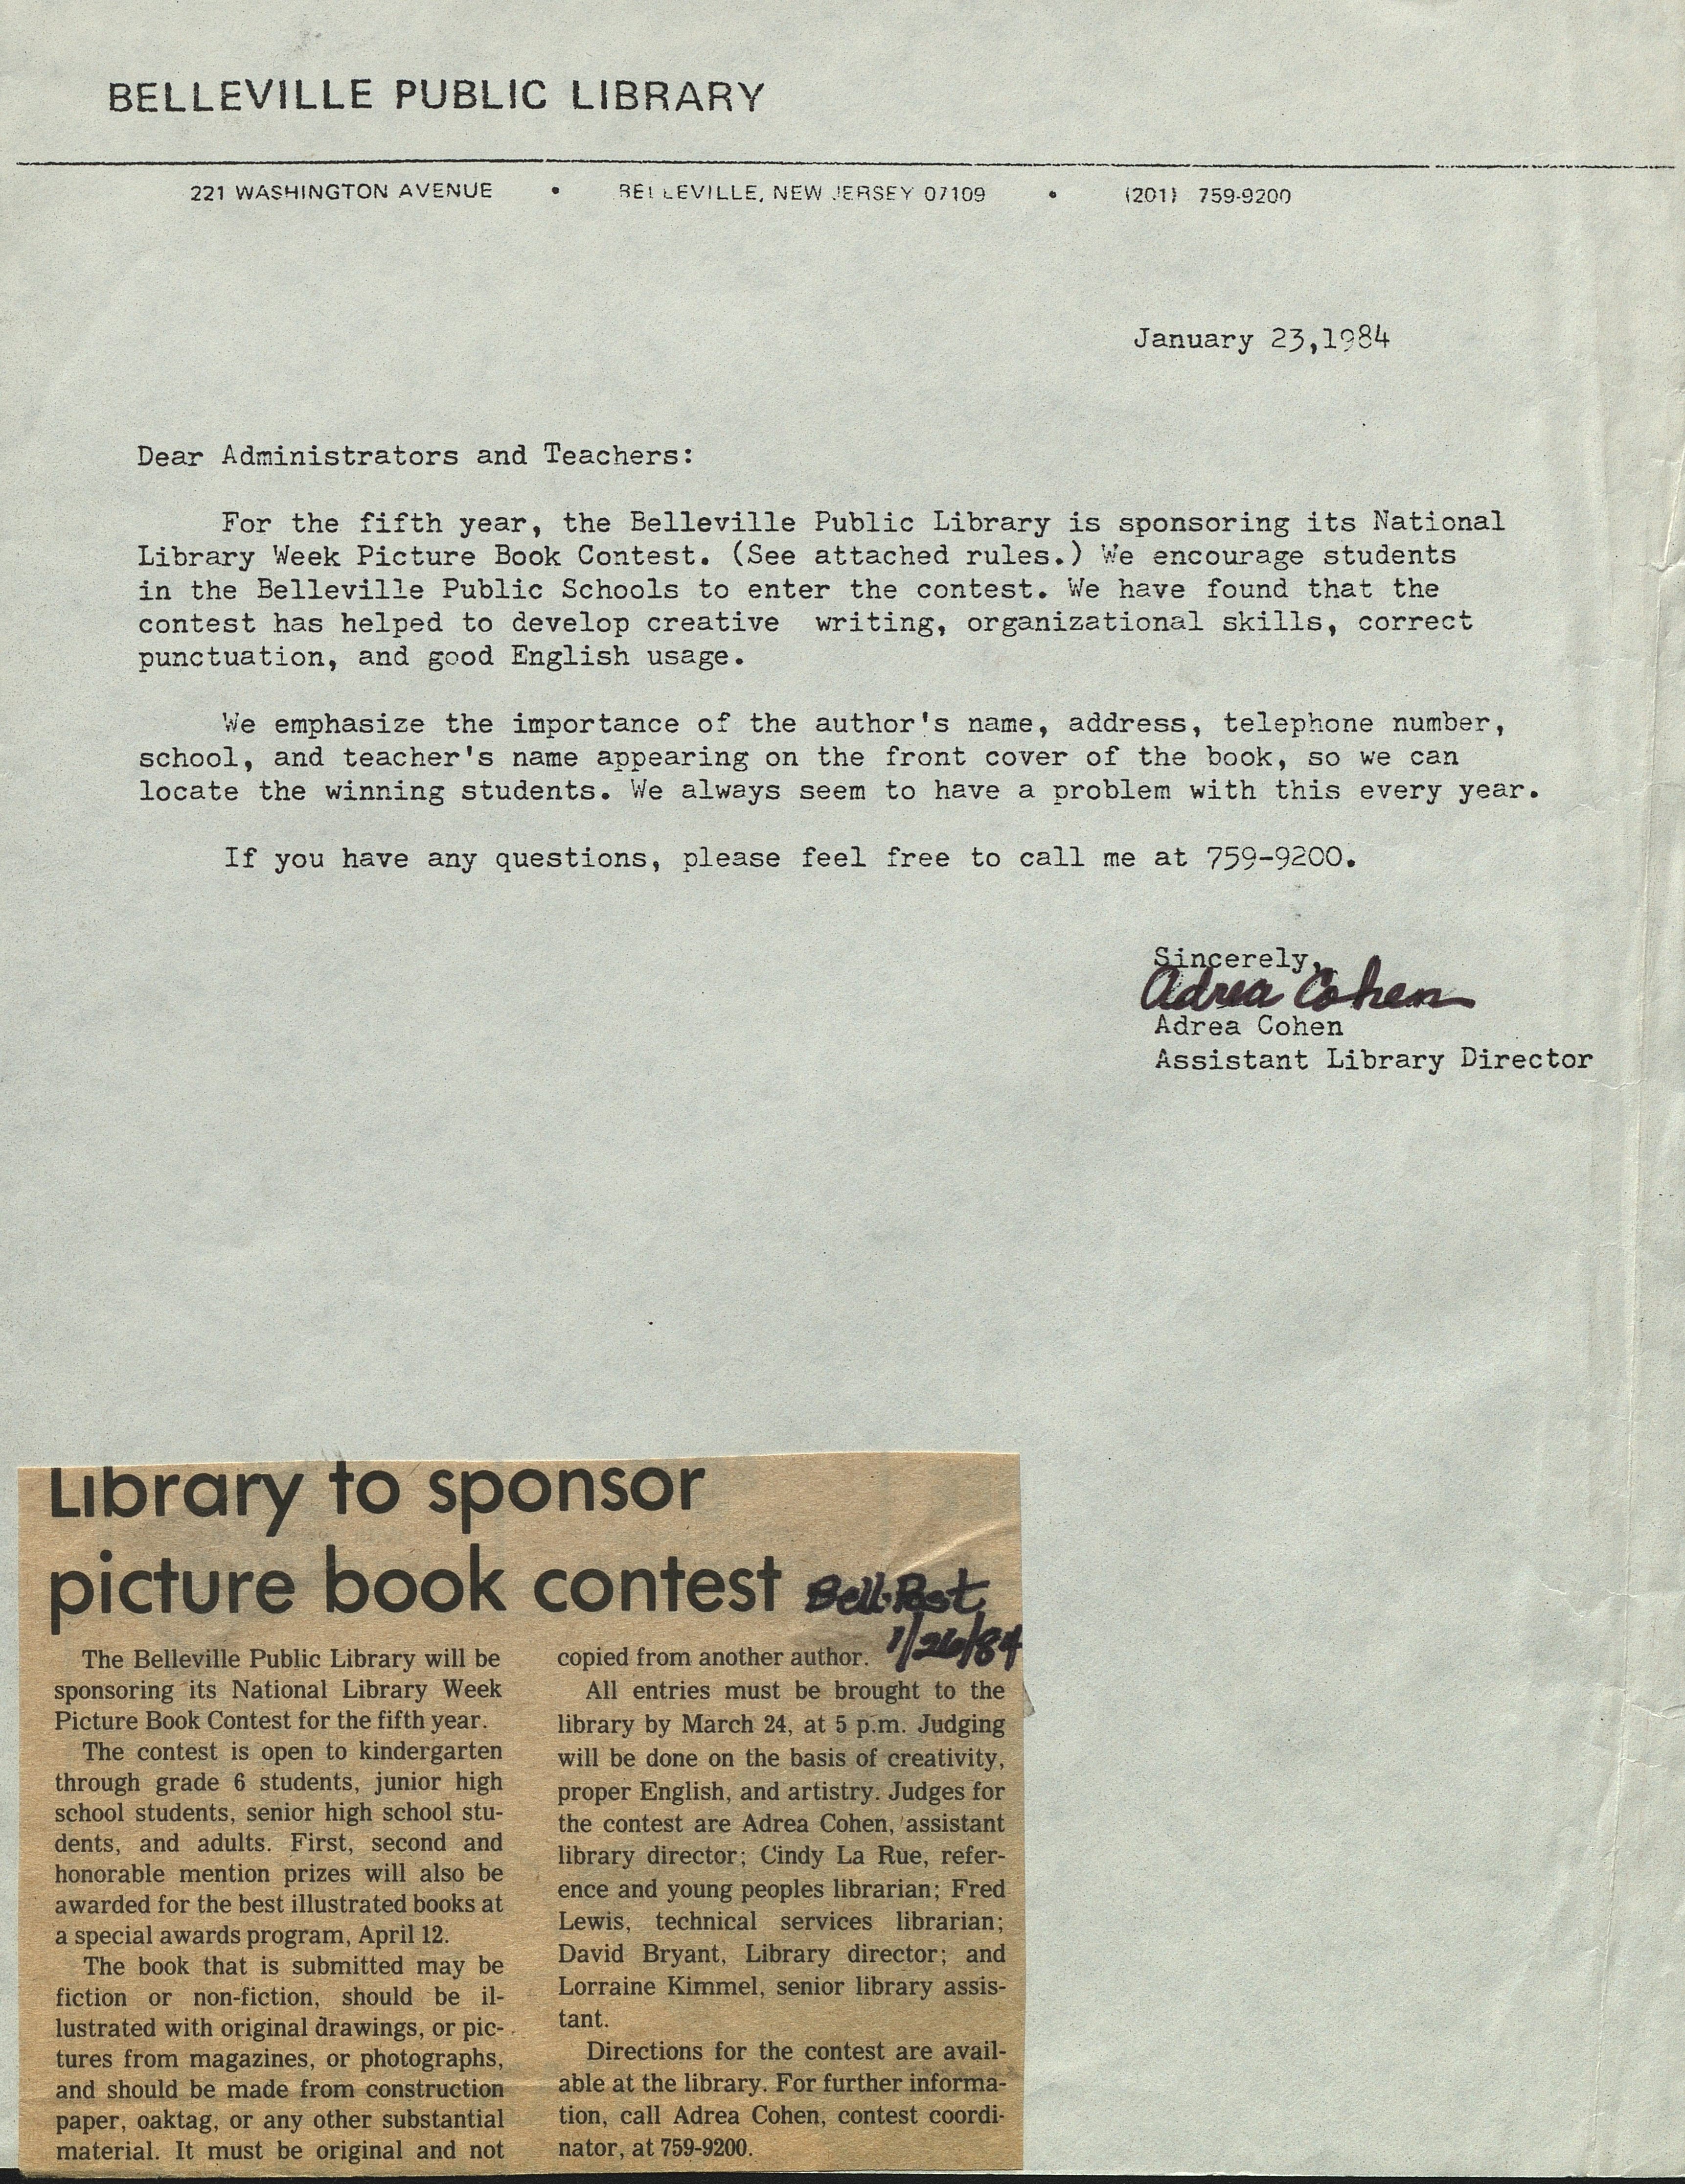 BELLEVILLE PUBLIC LIBRARY
221 WASHINGTON AVENUE • BELLEVILLE, NEW JERSEY 07109 • (201) 759-9200
January 23,1984
Dear Administrators and Teachers:
For the fifth year, the Belleville Public Library is sponsoring its National
Library Week Picture Book Contest. (See attached rules.) We encourage students
in the Belleville Public Schools to enter the contest. We have found that the
contest has helped to develop creative writing, organizational skills, correct
punctuation, and good English usage.
We emphasize the importance of the author's name, address, telephone number,
school, and teacher's name appearing on the front cover of the book, so we can
locate the winning students. We always seem to have a problem with this every year.
If you have any questions, please feel free to call me at 759-9200.
Sincerely,
Adrea Cohen
Adrea Cohen
Assistant Library Director
Library to sponsor
picture book contest
Bell. Post
1/26/84
The Belleville Public Library will be
sponsoring its National Library Week
Picture Book Contest for the fifth year.
The contest is open to kindergarten
through grade 6 students, junior high
school students, senior high school stu-
dents, and adults. First, second and
honorable mention prizes will also be
awarded for the best illustrated books at
a special awards program, April 12.
The book that is submitted may be
fiction or non-fiction, should be il-
lustrated with original drawings, or pic-
tures from magazines, or photographs,
and should be made from construction
paper, oaktag, or any other substantial
material. It must be original and not
copied from another author.
All entries must be brought to the
library by March 24, at 5 p.m. Judging
will be done on the basis of creativity,
proper English, and artistry. Judges for
the contest are Adrea Cohen, assistant
library director; Cindy La Rue, refer-
ence and young peoples librarian; Fred
Lewis, technical services librarian;
David Bryant, Library director; and
Lorraine Kimmel, senior library assis-
tant.
Directions for the contest are avail-
able at the library. For further informa-
tion, call Adrea Cohen, contest coordi-
nator, at 759-9200.